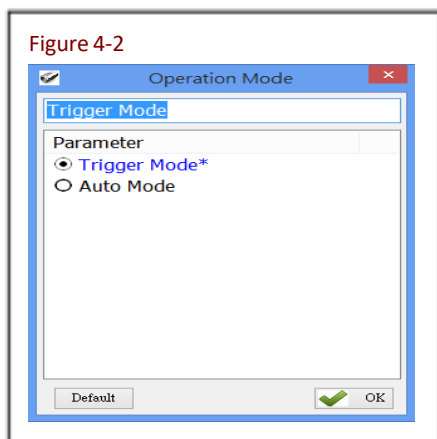 Figure 4-2
Operation Mode
Trigger Mode
Parameter
Trigger Mode*
Auto Mode
Default
OK